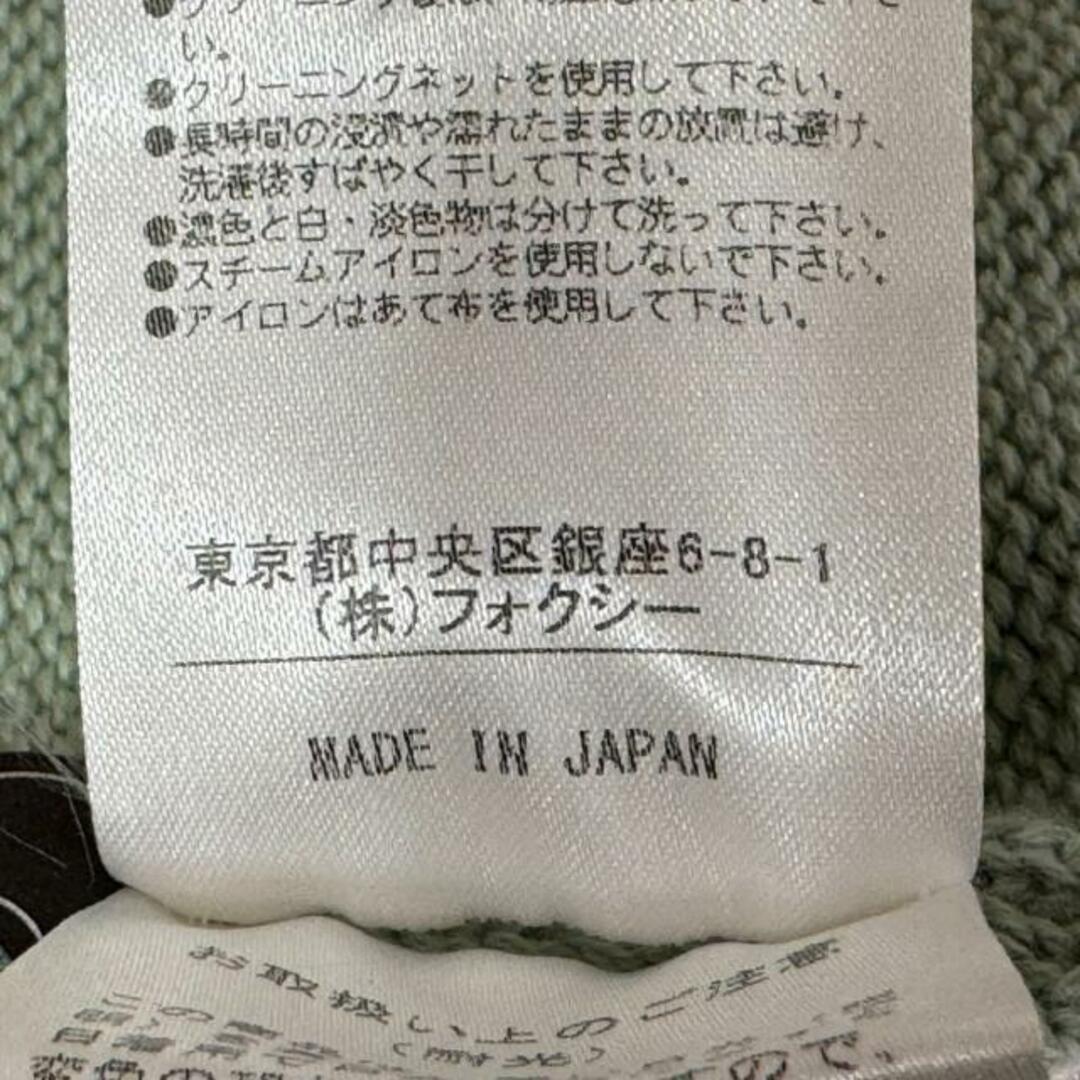 い。
●クリーニングネットを使用して下さい。
●長時間の浸漬や濡れたままの放置は避け、
洗濯後すばやく干して下さい。
●濃色と白・淡色物は分けて洗って下さい。
●スチームアイロンを使用しないで下さい。
●アイロンはあて布を使用して下さい。
東京都中央区銀座6-8-1
(株)フォクシー
MADE IN JAPAN
お取扱い上のご注意
(耐光)
ので、